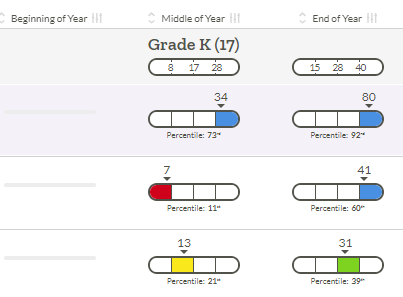 Beginning of Year Middle of Year End of Year
Grade K (17)
8 17 28 15 28 40
34 80
Percentile: 73rd Percentile: 92nd
7 41
Percentile: 11th Percentile: 60th
13 31
Percentile: 21st Percentile: 39th